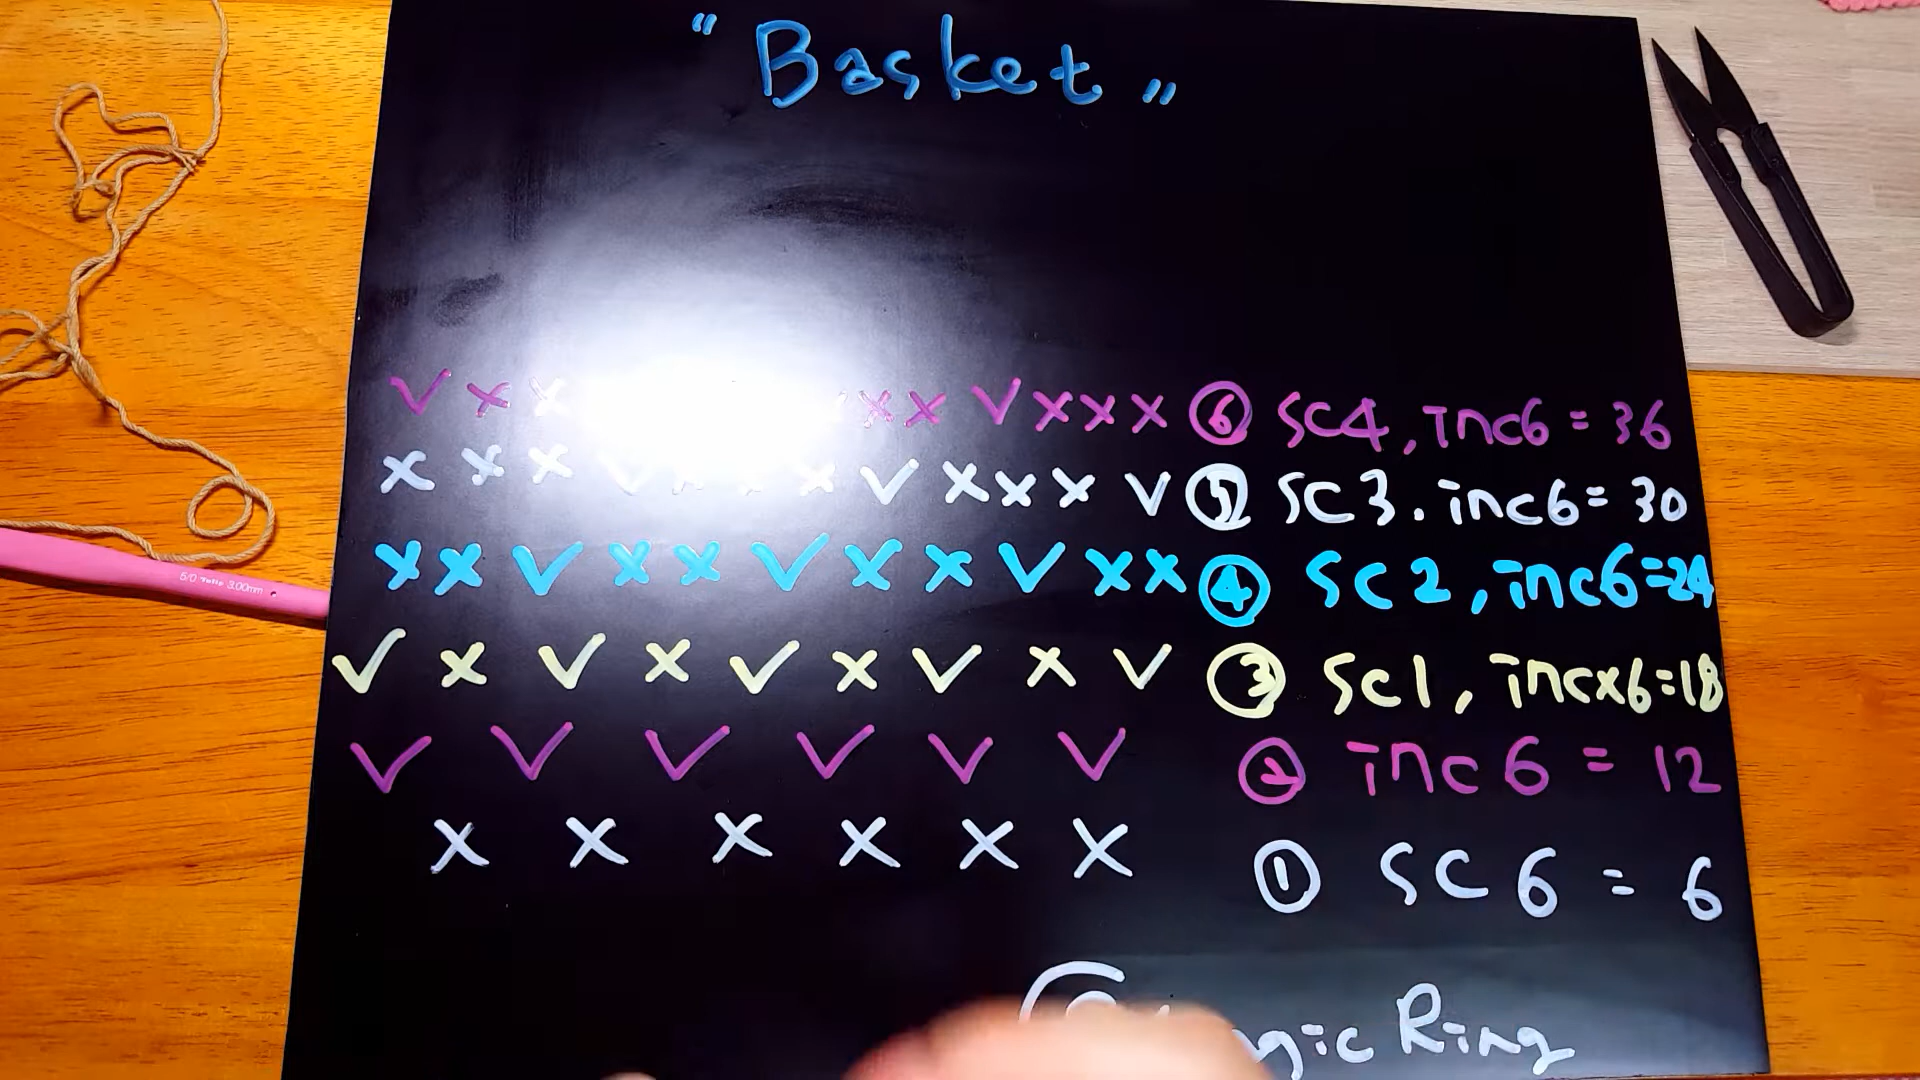 "Basket"
V X X X X V X X X ⑥ SC4, inc6 = 36
X X X V X V X X X V ⑤ SC3. inc6 = 30
X X V X X V X X V X X ④ SC2, inc6=24
V X V X V X V X V ③ SC1, incx6=18
V V V V V V ② inc6 = 12
X X X X X X ① SC6 = 6
Ring
5/0 3.00mm